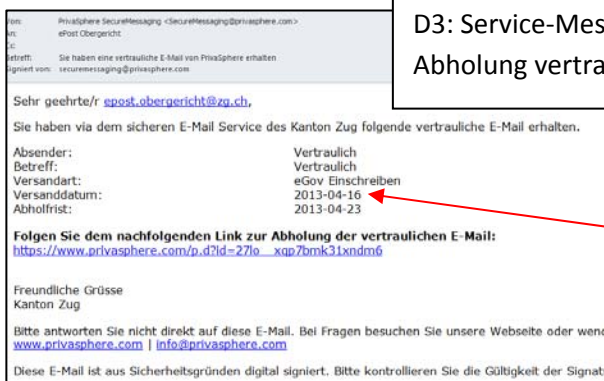 Von: PrivaSphere SecureMessaging <SecureMessaging@privasphere.com>
An: ePost Obergericht
Cc:
Betreff: Sie haben eine vertrauliche E-Mail von PrivaSphere erhalten
Signiert von: securemessaging@privasphere.com
D3: Service-Mes
Abholung vertra
Sehr geehrte/r epost.obergericht@zg.ch,
Sie haben via dem sicheren E-Mail Service des Kanton Zug folgende vertrauliche E-Mail erhalten.
Absender: Vertraulich
Betreff: Vertraulich
Versandart: eGov Einschreiben
Versanddatum: 2013-04-16
Abholfrist: 2013-04-23
Folgen Sie dem nachfolgenden Link zur Abholung der vertraulichen E-Mail:
https://www.privasphere.com/p.d?id=27lo__xqp7bmk31xndm6
Freundliche Grüsse
Kanton Zug
Bitte antworten Sie nicht direkt auf diese E-Mail. Bei Fragen besuchen Sie unsere Webseite oder wend
www.privasphere.com | info@privasphere.com
Diese E-Mail ist aus Sicherheitsgründen digital signiert. Bitte kontrollieren Sie die Gültigkeit der Signat